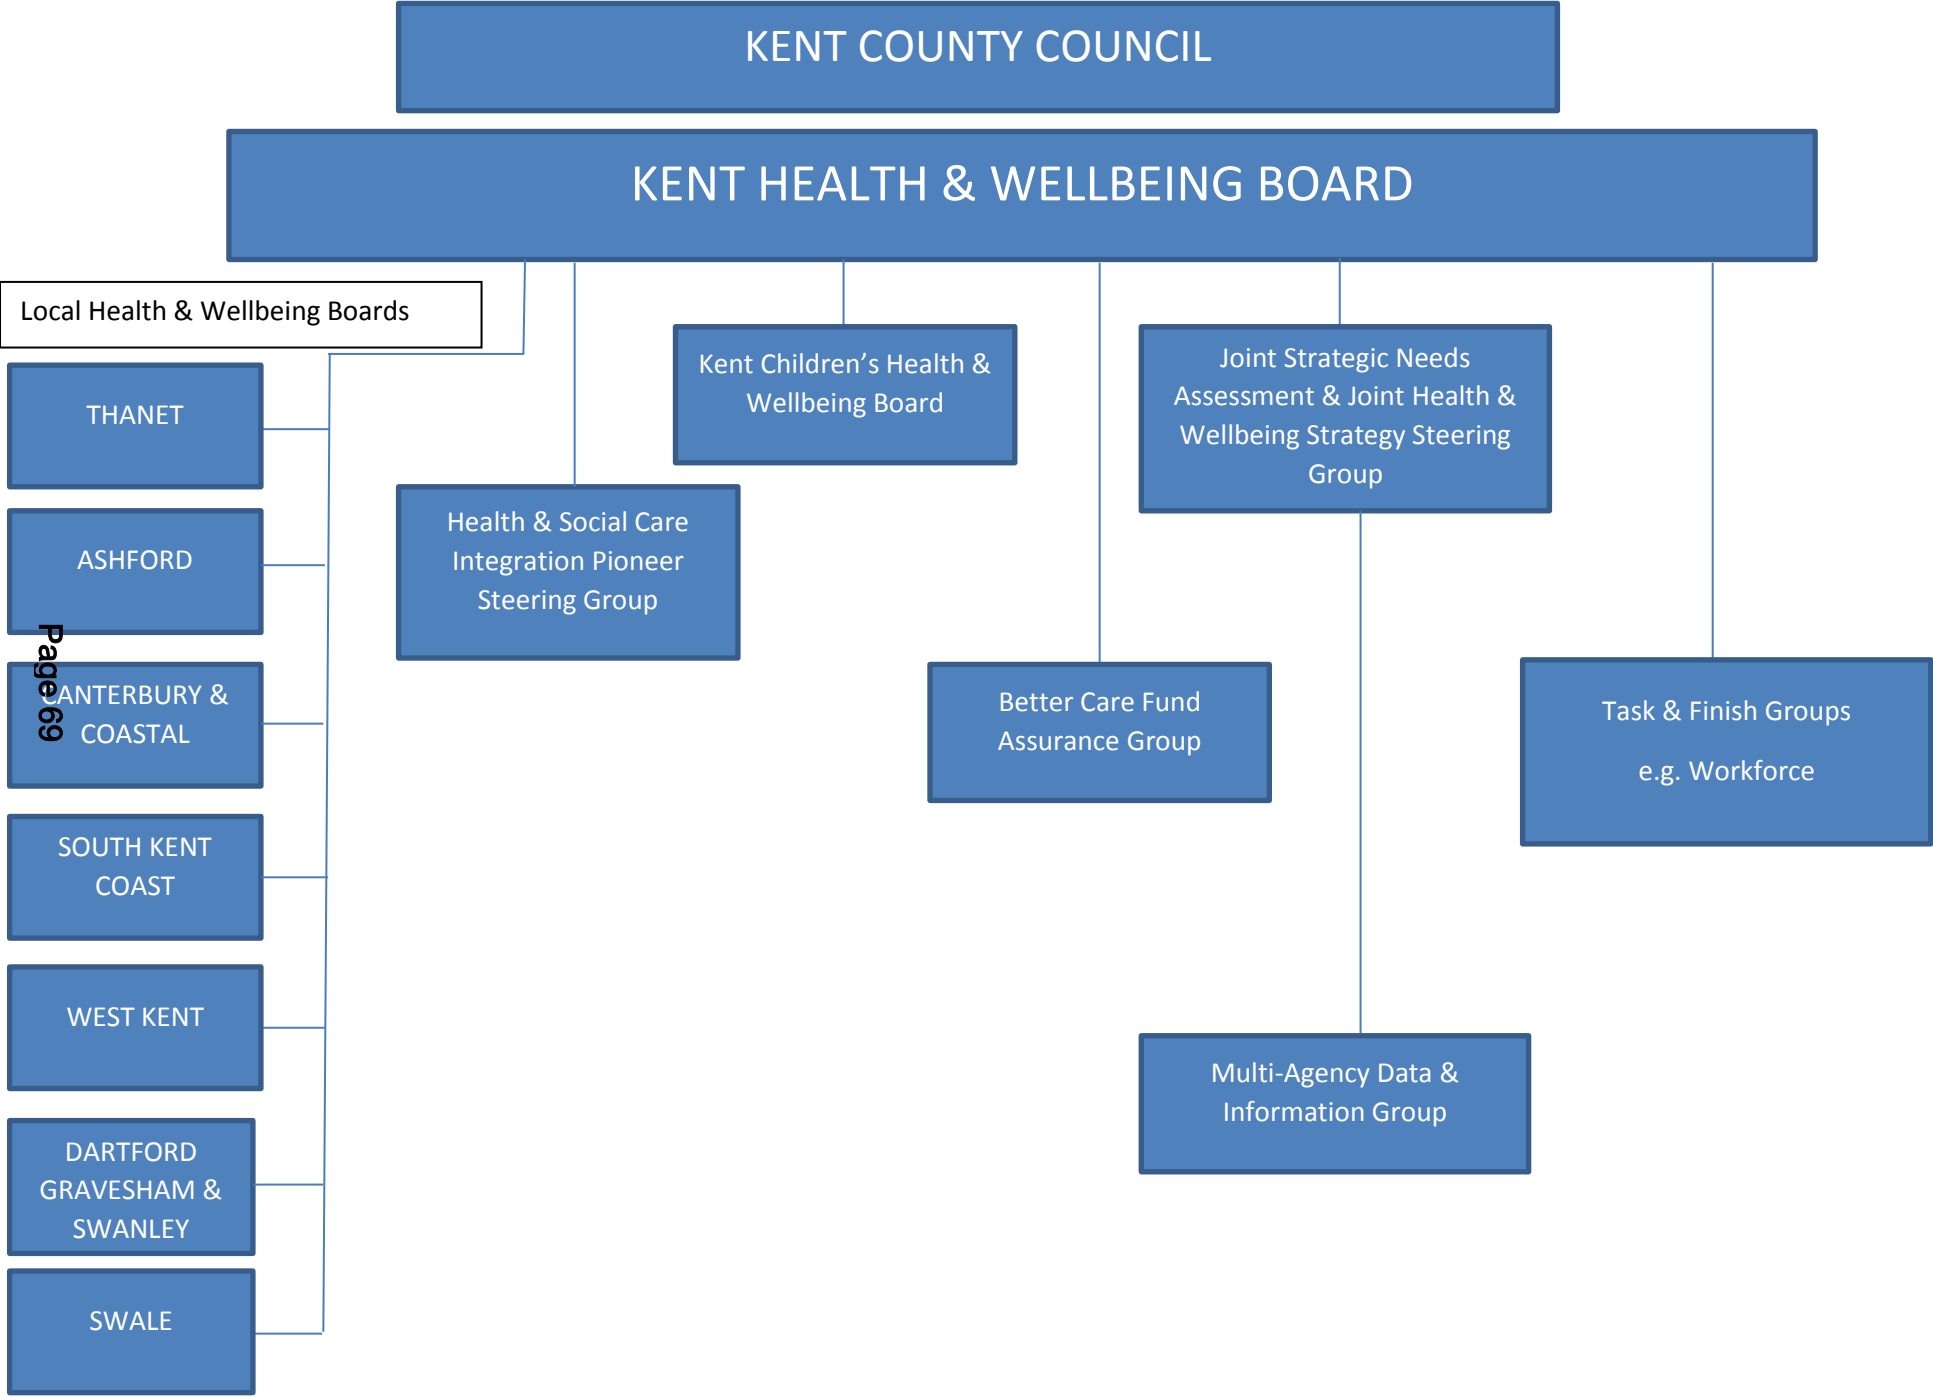 KENT COUNTY COUNCIL
KENT HEALTH & WELLBEING BOARD
Local Health & Wellbeing Boards
THANET
ASHFORD
CANTERBURY &
COASTAL
SOUTH KENT
COAST
WEST KENT
DARTFORD
GRAVESHAM &
SWANLEY
SWALE
Health & Social Care
Integration Pioneer
Steering Group
Kent Children’s Health &
Wellbeing Board
Better Care Fund
Assurance Group
Joint Strategic Needs
Assessment & Joint Health &
Wellbeing Strategy Steering
Group
Multi-Agency Data &
Information Group
Task & Finish Groups
e.g. Workforce
Page 69